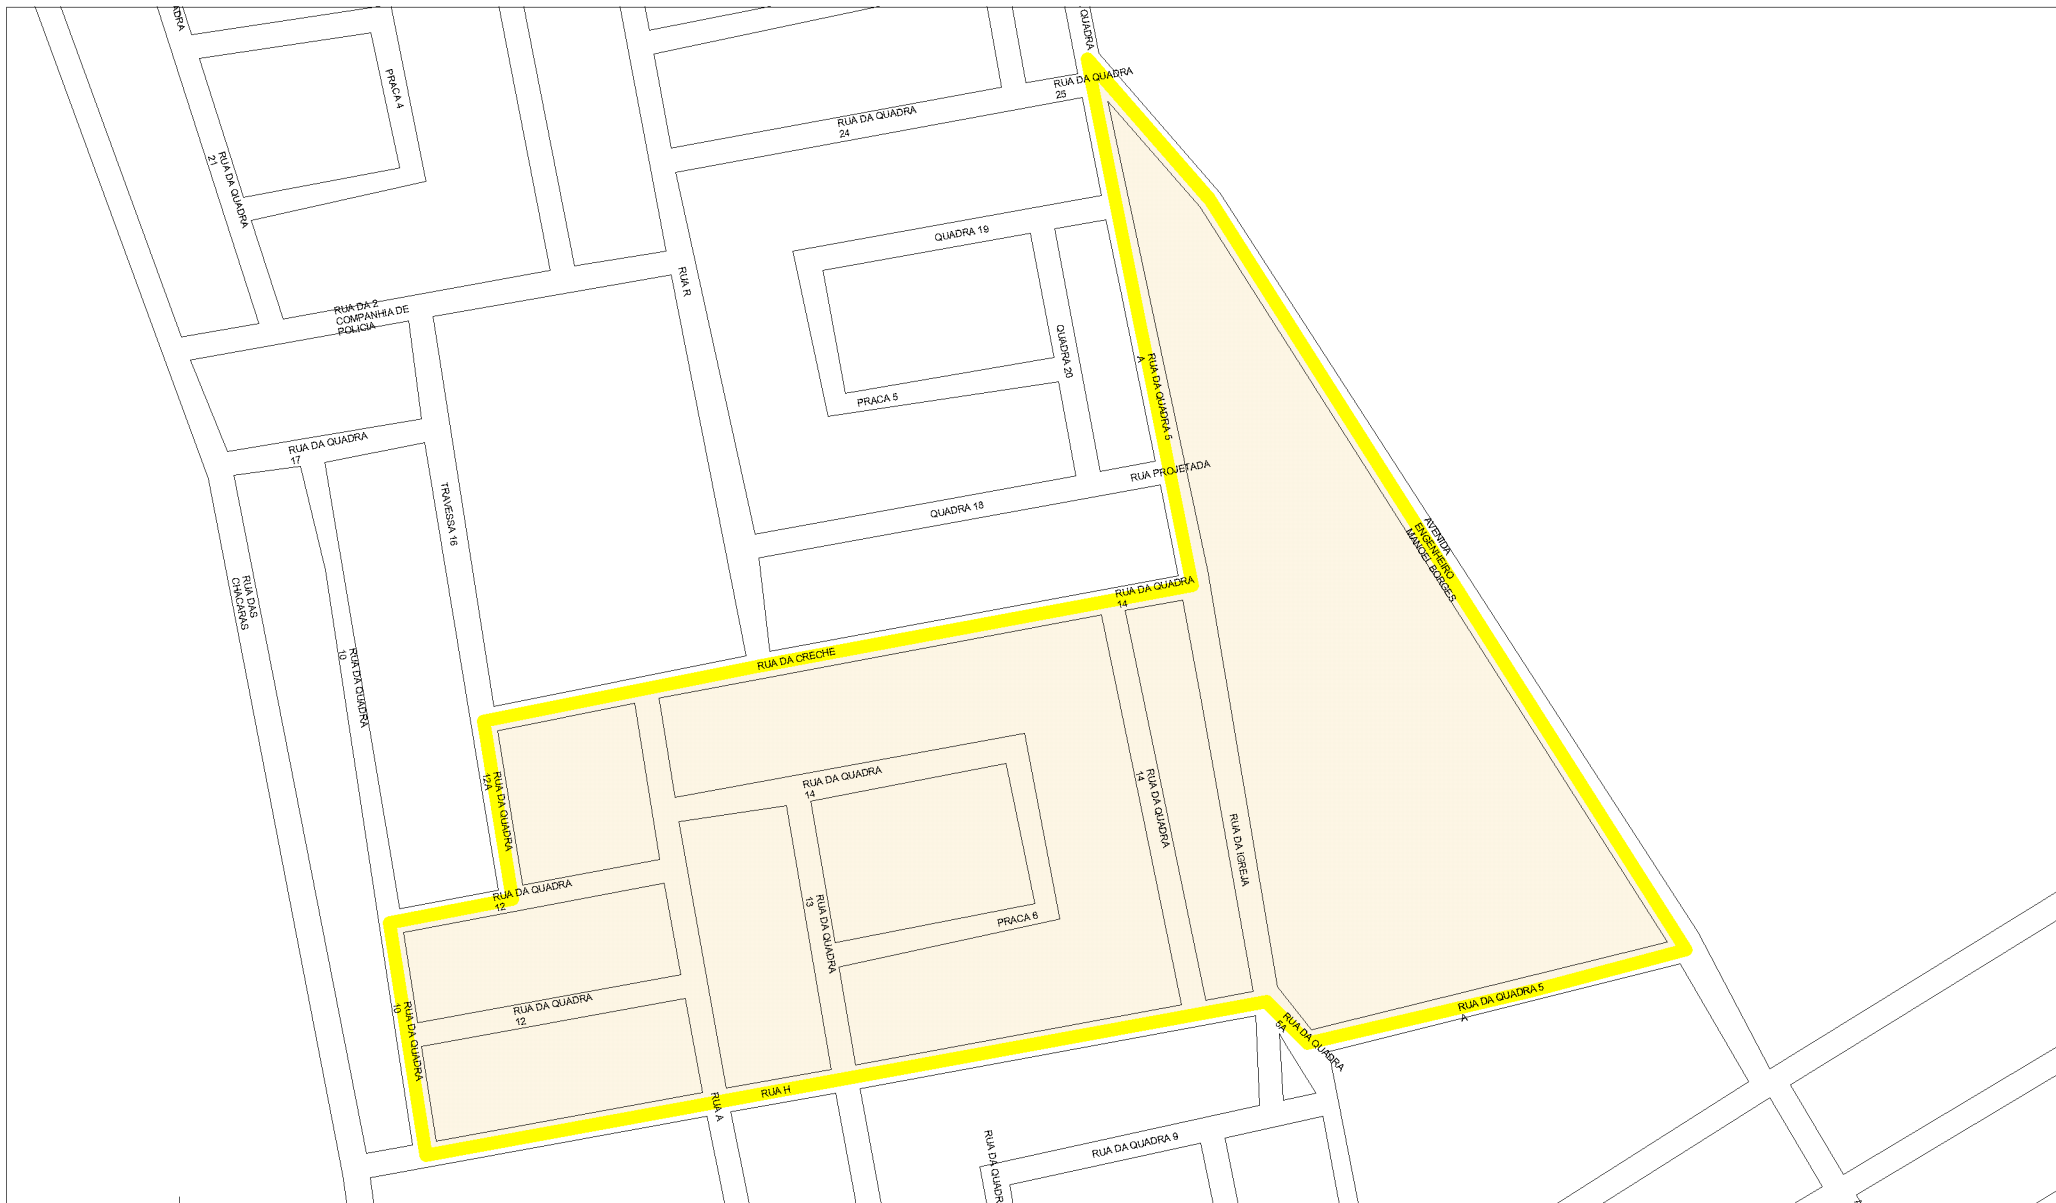 ADRA
QUADRA
PRACA 4
RUA DA QUADRA
25
RUA DA QUADRA
24
RUA DA QUADRA
21
QUADRA 19
RUA R
RUA DA 2
COMPANHIA DE
POLICIA
QUADRA 20
RUA DA QUADRA 5
A
PRACA 5
RUA DA QUADRA
17
RUA PROJETADA
TRAVESSA 16
QUADRA 18
AVENIDA
ENGENHEIRO
MANOEL BORGES
RUA DAS
CHACARAS
RUA DA QUADRA
14
RUA DA QUADRA
10
RUA DA CRECHE
RUA DA QUADRA
12A
RUA DA QUADRA
14
RUA DA QUADRA
14
RUA DA IGREJA
RUA DA QUADRA
12
RUA DA QUADRA
13
PRACA 6
RUA DA QUADRA
12
RUA DA QUADRA
10
RUA DA QUADRA 5
A
RUA DA QUADRA
5A
RUA H
RUA A
RUA DA QUADR
RUA DA QUADRA 9